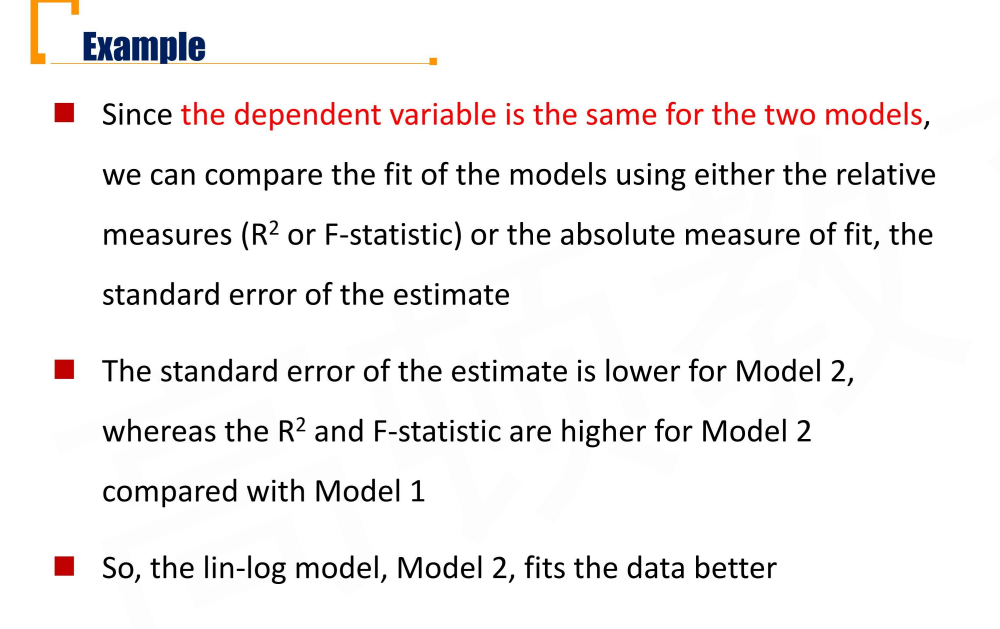 Example
Since the dependent variable is the same for the two models,
we can compare the fit of the models using either the relative
measures (R² or F-statistic) or the absolute measure of fit, the
standard error of the estimate
The standard error of the estimate is lower for Model 2,
whereas the R² and F-statistic are higher for Model 2
compared with Model 1
So, the lin-log model, Model 2, fits the data better